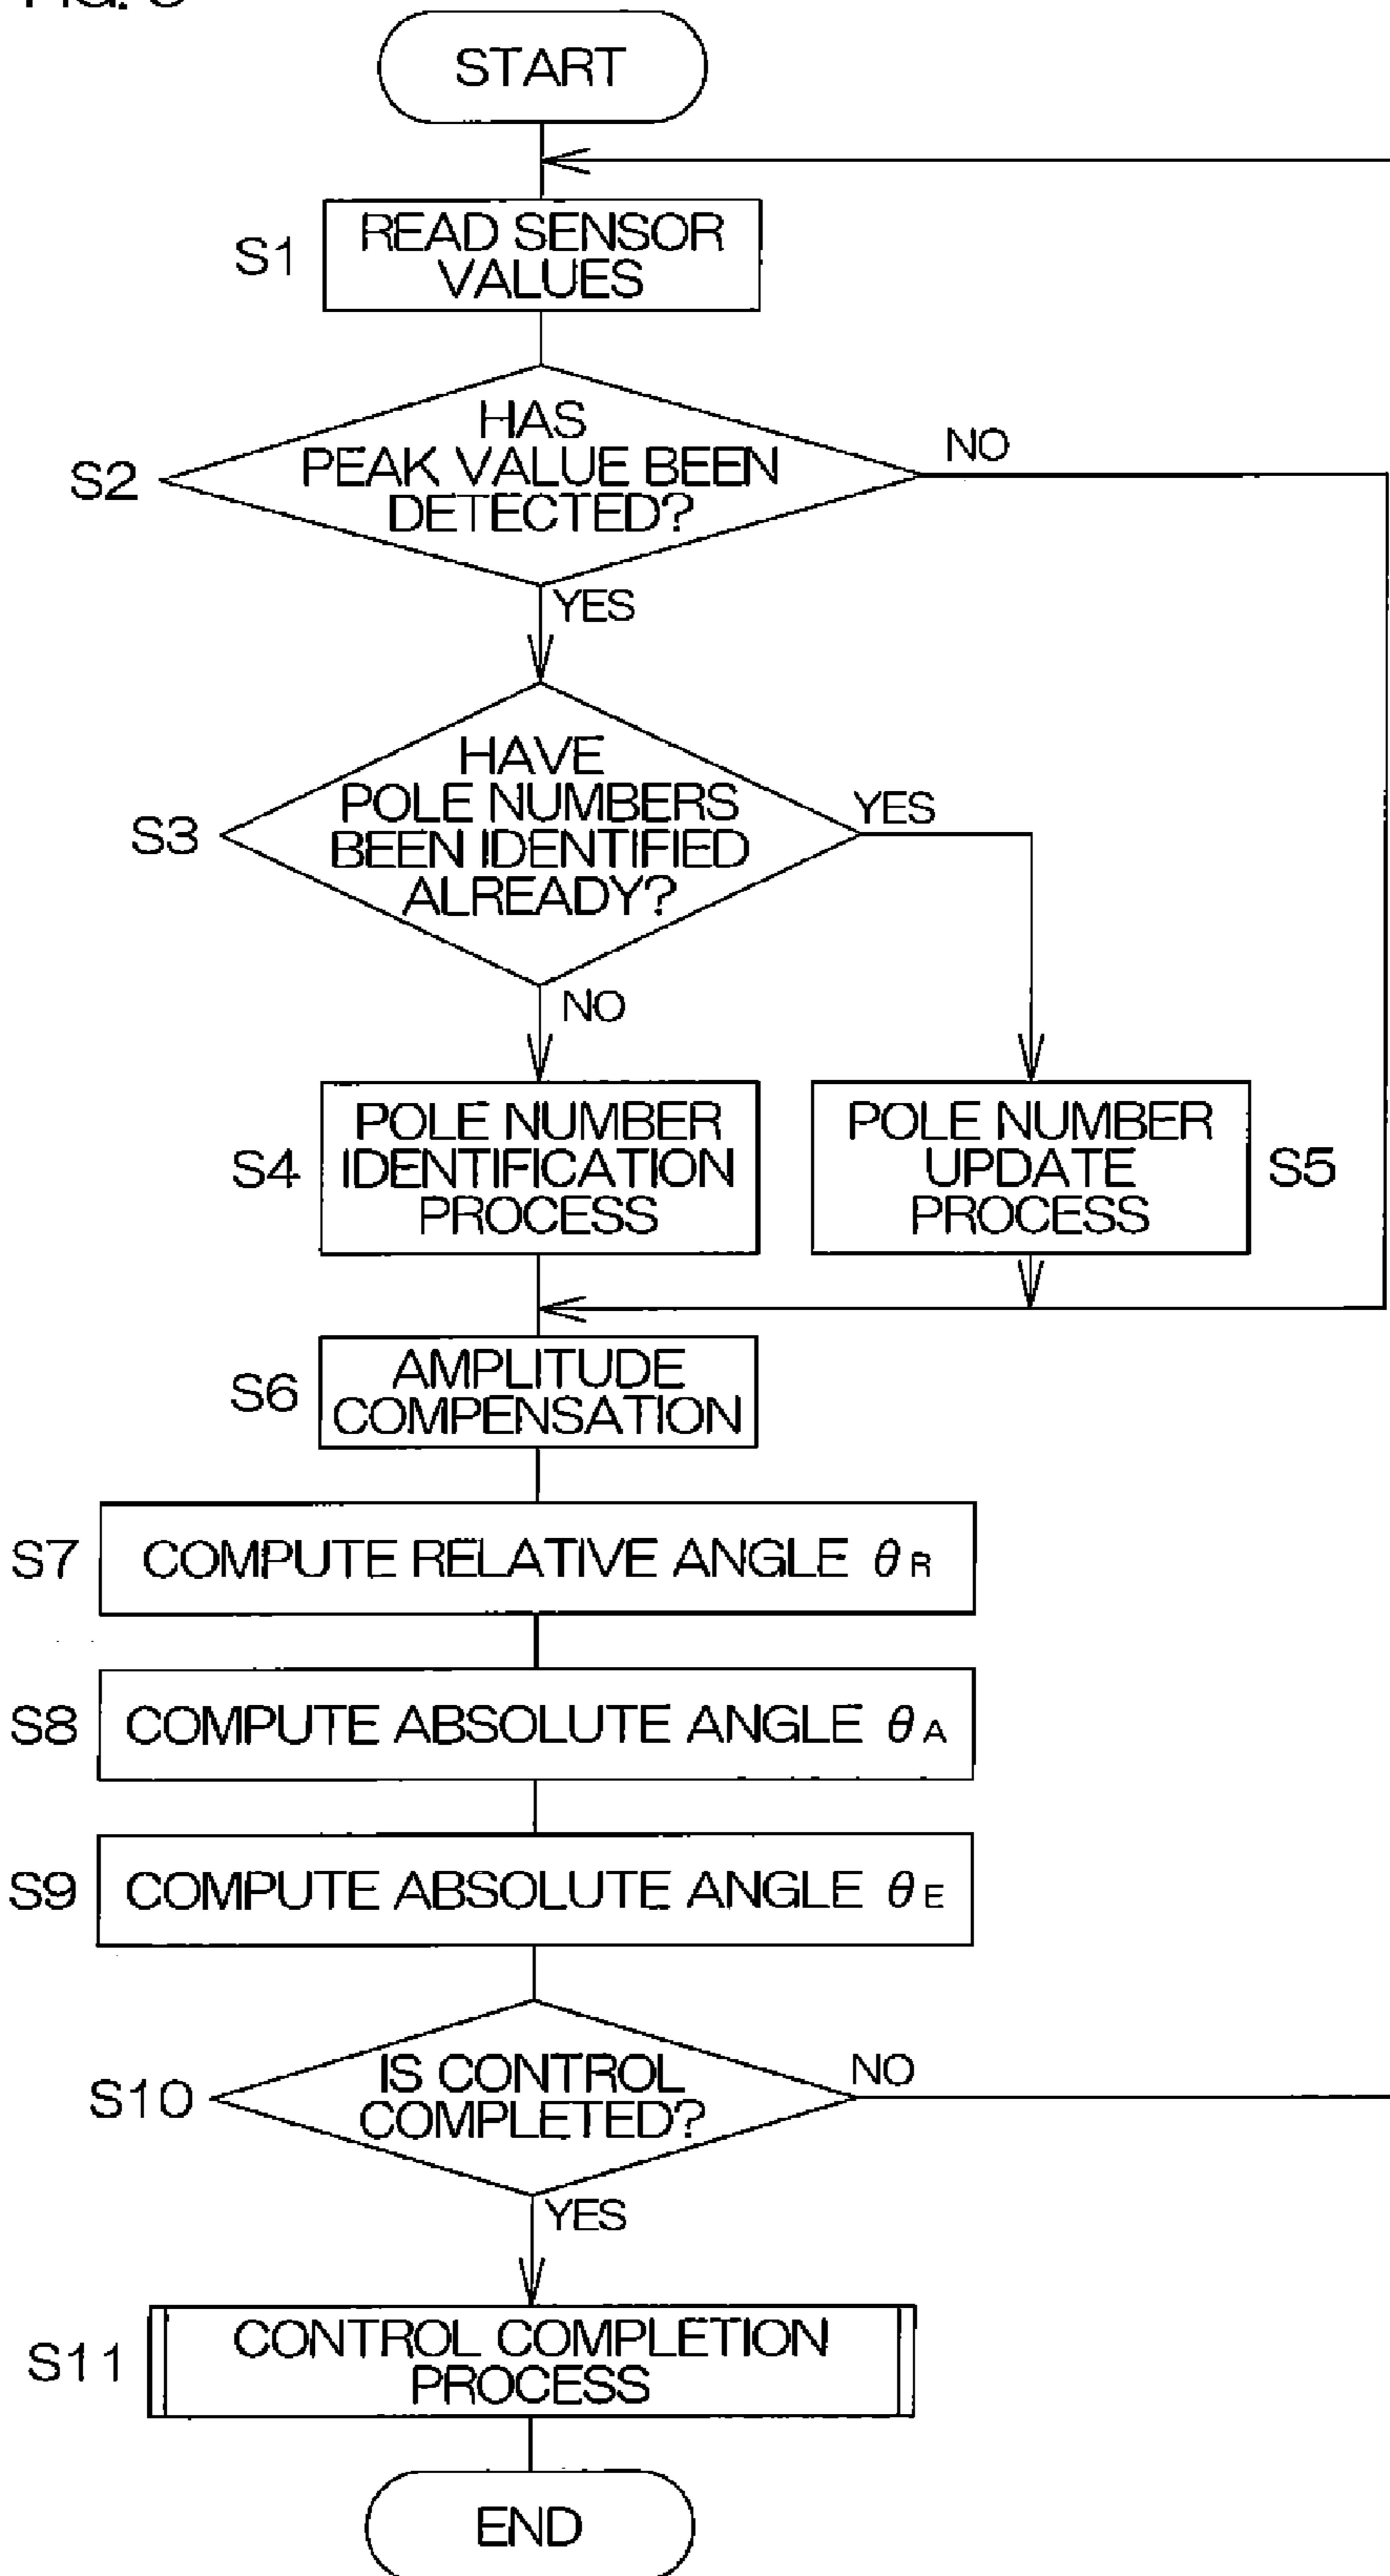 START
S1
READ SENSOR
VALUES
S2
HAS
PEAK VALUE BEEN
DETECTED?
NO
YES
S3
HAVE
POLE NUMBERS
BEEN IDENTIFIED
ALREADY?
YES
NO
S4
POLE NUMBER
IDENTIFICATION
PROCESS
POLE NUMBER
UPDATE
PROCESS
S5
S6
AMPLITUDE
COMPENSATION
S7
COMPUTE RELATIVE ANGLE θR
S8
COMPUTE ABSOLUTE ANGLE θA
S9
COMPUTE ABSOLUTE ANGLE θE
S10
IS CONTROL
COMPLETED?
NO
YES
S11
CONTROL COMPLETION
PROCESS
END